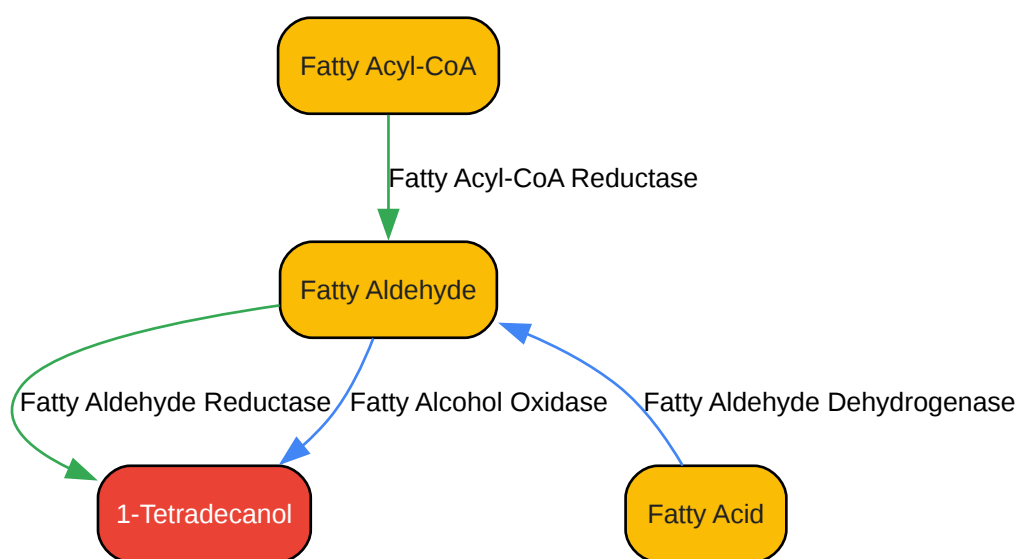 Fatty Acyl-CoA
Fatty Acyl-CoA Reductase
Fatty Aldehyde
Fatty Aldehyde Reductase
Fatty Alcohol Oxidase
Fatty Aldehyde Dehydrogenase
1-Tetradecanol
Fatty Acid